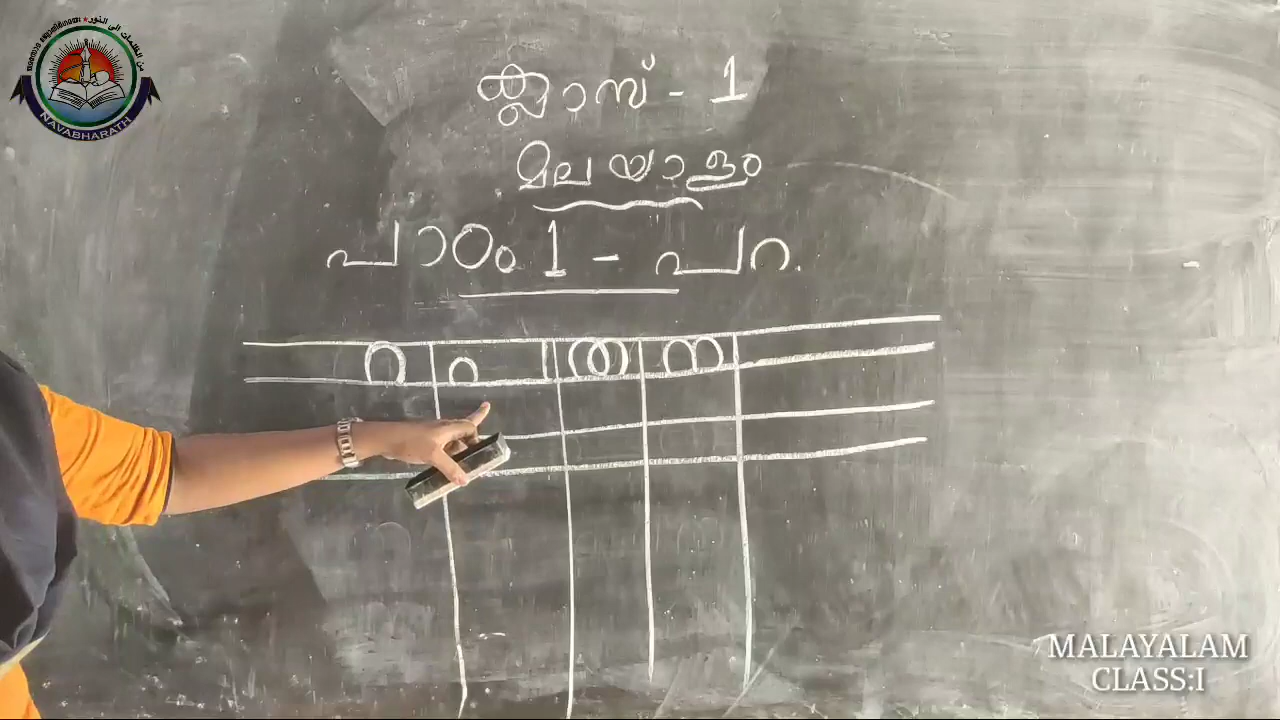 NAVABHARATH
ക്ലാസ് - 1
മലയാളം
പാഠം 1 - പറ.
റ ത ന
MALAYALAM
CLASS:I